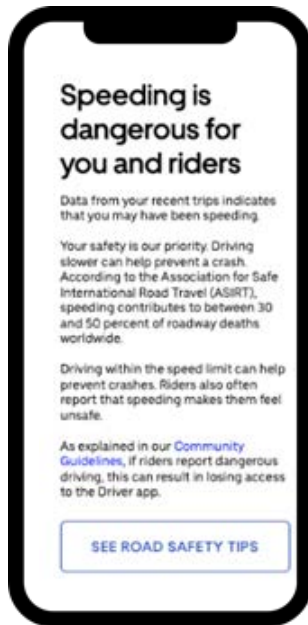 Speeding is
dangerous for
you and riders
Data from your recent trips indicates
that you may have been speeding.
Your safety is our priority. Driving
slower can help prevent a crash.
According to the Association for Safe
International Road Travel (ASIRT),
speeding contributes to between 30
and 50 percent of roadway deaths
worldwide.
Driving within the speed limit can help
prevent crashes. Riders also often
report that speeding makes them feel
unsafe.
As explained in our Community
Guidelines, if riders report dangerous
driving, this can result in losing access
to the Driver app.
SEE ROAD SAFETY TIPS